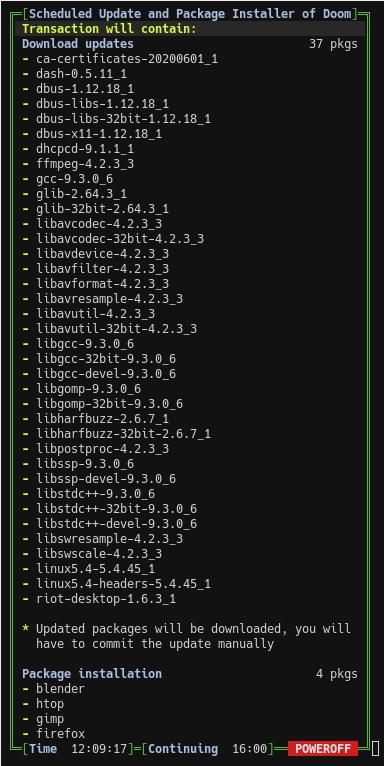 [Scheduled Update and Package Installer of Doom]
Transaction will contain:
Download updates 37 pkgs
- ca-certificates-20200601_1
- dash-0.5.11_1
- dbus-1.12.18_1
- dbus-libs-1.12.18_1
- dbus-libs-32bit-1.12.18_1
- dbus-x11-1.12.18_1
- dhcpcd-9.1.1_1
- ffmpeg-4.2.3_3
- gcc-9.3.0_6
- glib-2.64.3_1
- glib-32bit-2.64.3_1
- libavcodec-4.2.3_3
- libavcodec-32bit-4.2.3_3
- libavdevice-4.2.3_3
- libavfilter-4.2.3_3
- libavformat-4.2.3_3
- libavresample-4.2.3_3
- libavutil-4.2.3_3
- libavutil-32bit-4.2.3_3
- libgcc-9.3.0_6
- libgcc-32bit-9.3.0_6
- libgcc-devel-9.3.0_6
- libgomp-9.3.0_6
- libgomp-32bit-9.3.0_6
- libharfbuzz-2.6.7_1
- libharfbuzz-32bit-2.6.7_1
- libpostproc-4.2.3_3
- libssp-9.3.0_6
- libssp-devel-9.3.0_6
- libstdc++-9.3.0_6
- libstdc++-32bit-9.3.0_6
- libstdc++-devel-9.3.0_6
- libswresample-4.2.3_3
- libswscale-4.2.3_3
- linux5.4-5.4.45_1
- linux5.4-headers-5.4.45_1
- riot-desktop-1.6.3_1
* Updated packages will be downloaded, you will
have to commit the update manually
Package installation 4 pkgs
- blender
- htop
- gimp
- firefox
[Time 12:09:17]=[Continuing 16:00] POWEROFF